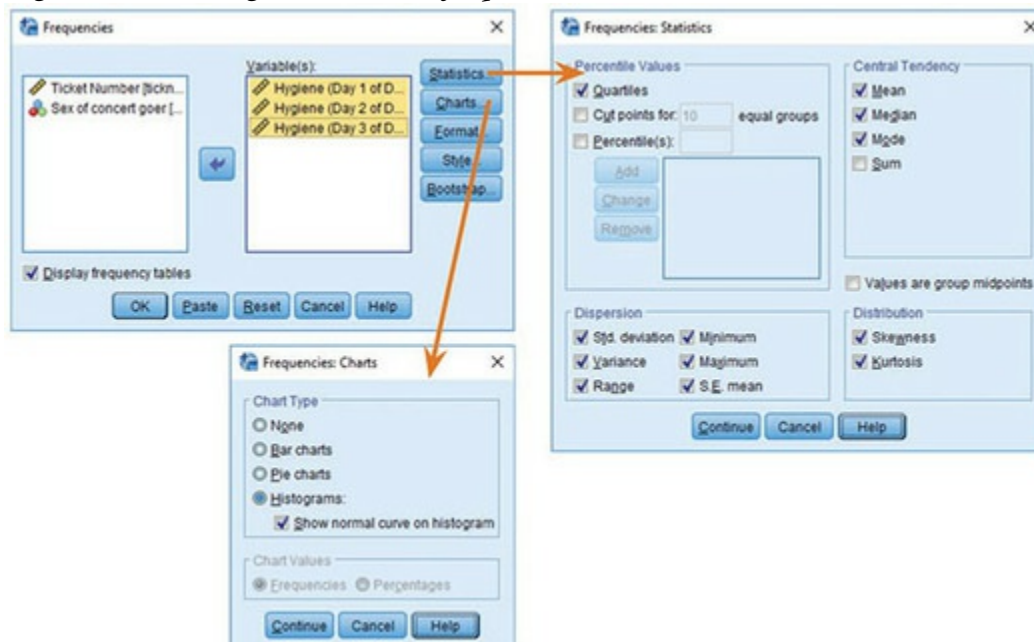 Frequencies
Variable(s):
Ticket Number [tickn...
Sex of concert goer [...
Hygiene (Day 1 of D...
Hygiene (Day 2 of D...
Hygiene (Day 3 of D...
Statistics...
Charts...
Format...
Style...
Bootstrap...
Display frequency tables
OK Paste Reset Cancel Help
Frequencies: Statistics
Percentile Values
Quartiles
Cut points for: 10 equal groups
Percentile(s):
Add
Change
Remove
Central Tendency
Mean
Median
Mode
Sum
Values are group midpoints
Dispersion
Std. deviation Minimum
Variance Maximum
Range S.E. mean
Distribution
Skewness
Kurtosis
Continue Cancel Help
Frequencies: Charts
Chart Type
None
Bar charts
Pie charts
Histograms:
Show normal curve on histogram
Chart Values
Frequencies Percentages
Continue Cancel Help